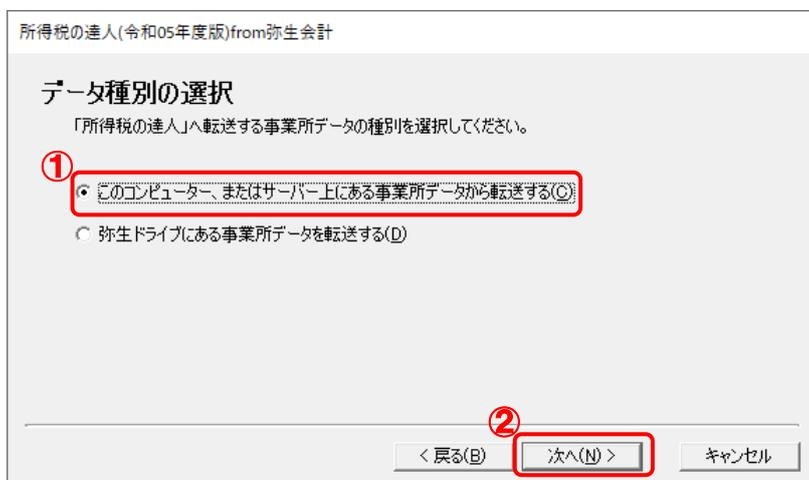 所得税の達人(令和05年度版)from弥生会計
データ種別の選択
「所得税の達人」へ転送する事業所データの種別を選択してください。
①
このコンピューター、またはサーバー上にある事業所データから転送する(C)
弥生ドライブにある事業所データを転送する(D)
②
< 戻る(B) 次へ(N) > キャンセル